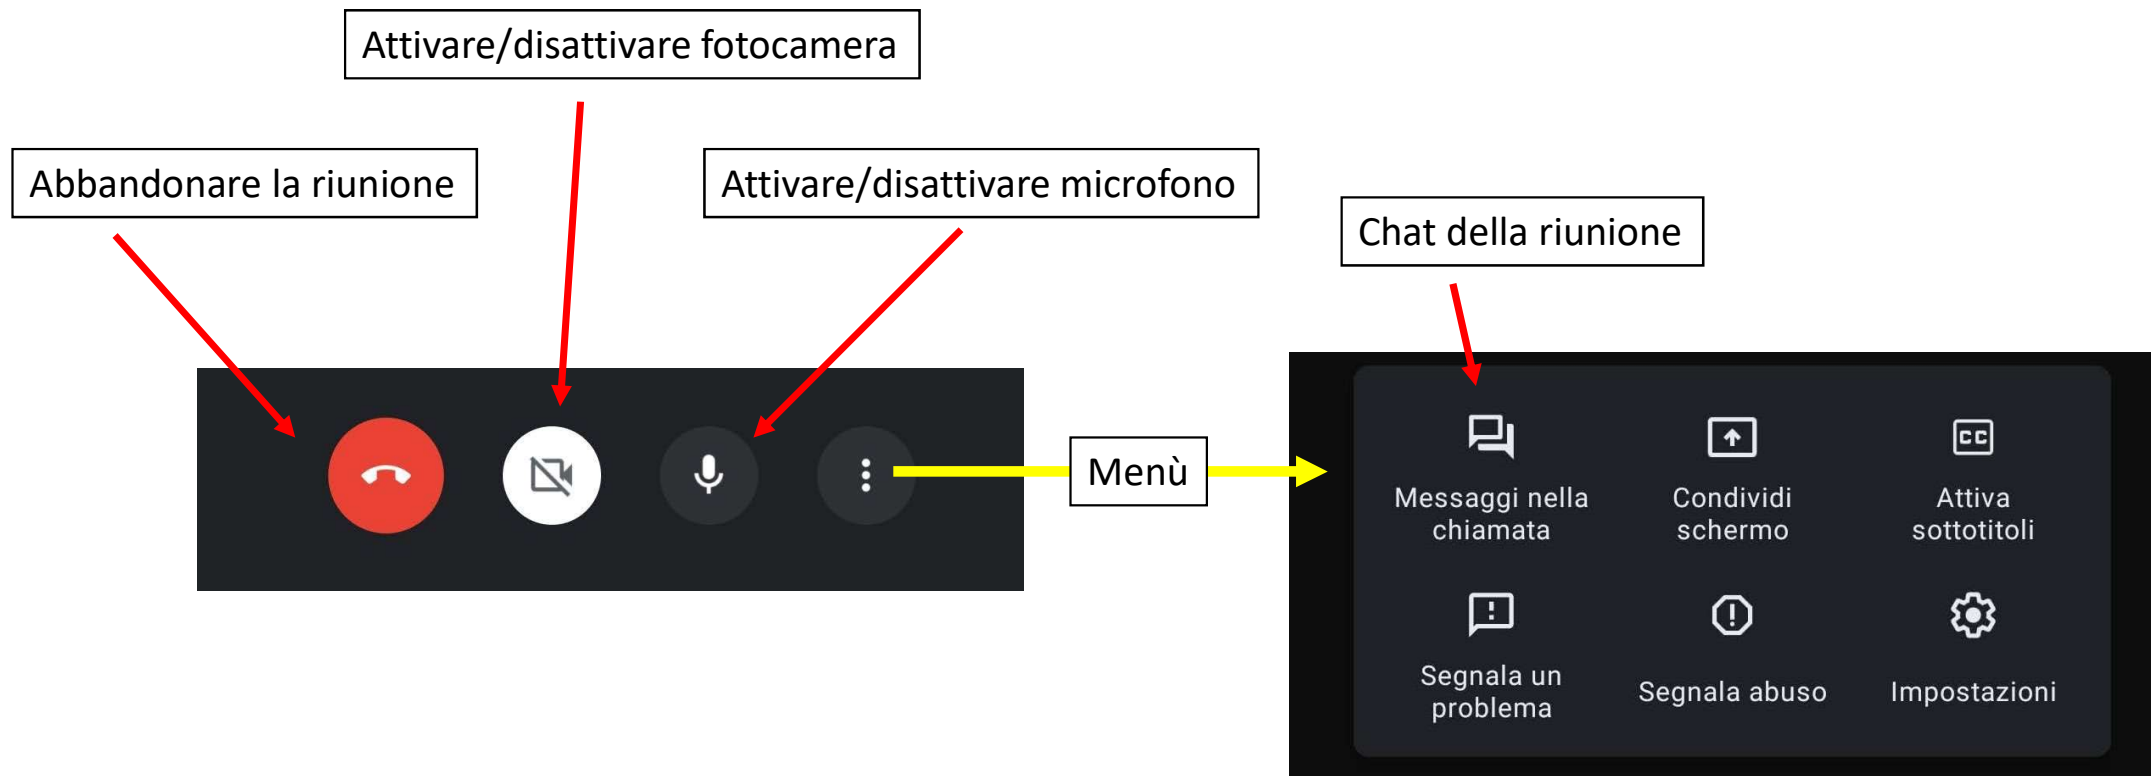 Attivare/disattivare fotocamera
Abbandonare la riunione
Attivare/disattivare microfono
Chat della riunione
Menù
Messaggi nella
chiamata
Condividi
schermo
CC
Attiva
sottotitoli
Segnala un
problema
Segnala abuso
Impostazioni